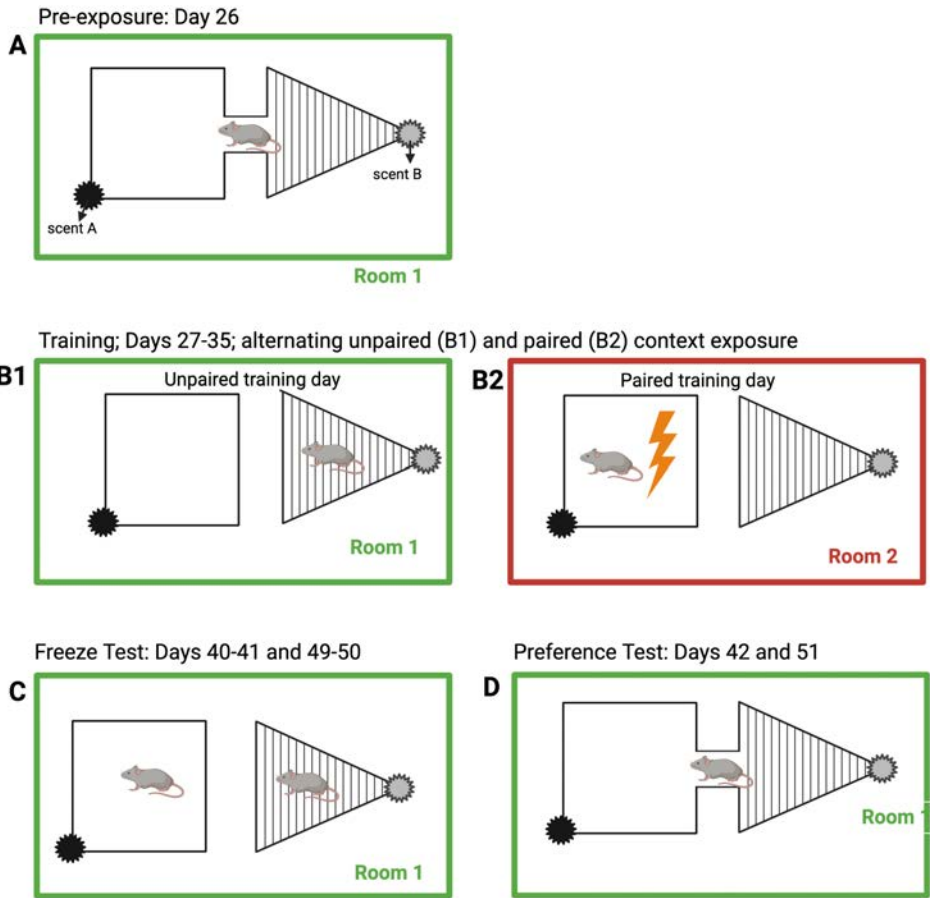 Pre-exposure: Day 26
A
scent B
scent A
Room 1
Training; Days 27-35; alternating unpaired (B1) and paired (B2) context exposure
B1
Unpaired training day
Room 1
B2
Paired training day
Room 2
Freeze Test: Days 40-41 and 49-50
C
Room 1
Preference Test: Days 42 and 51
D
Room 1